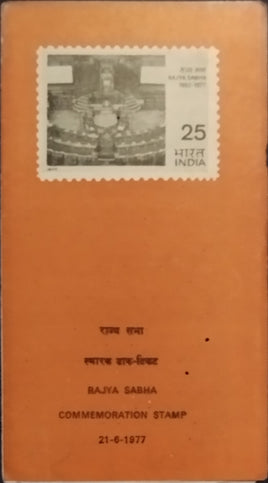 राज्य सभा
RAJYA SABHA
1952-1977
25
भारत
INDIA
राज्य सभा
स्मारक डाक-टिकट
RAJYA SABHA
COMMEMORATION STAMP
21-6-1977